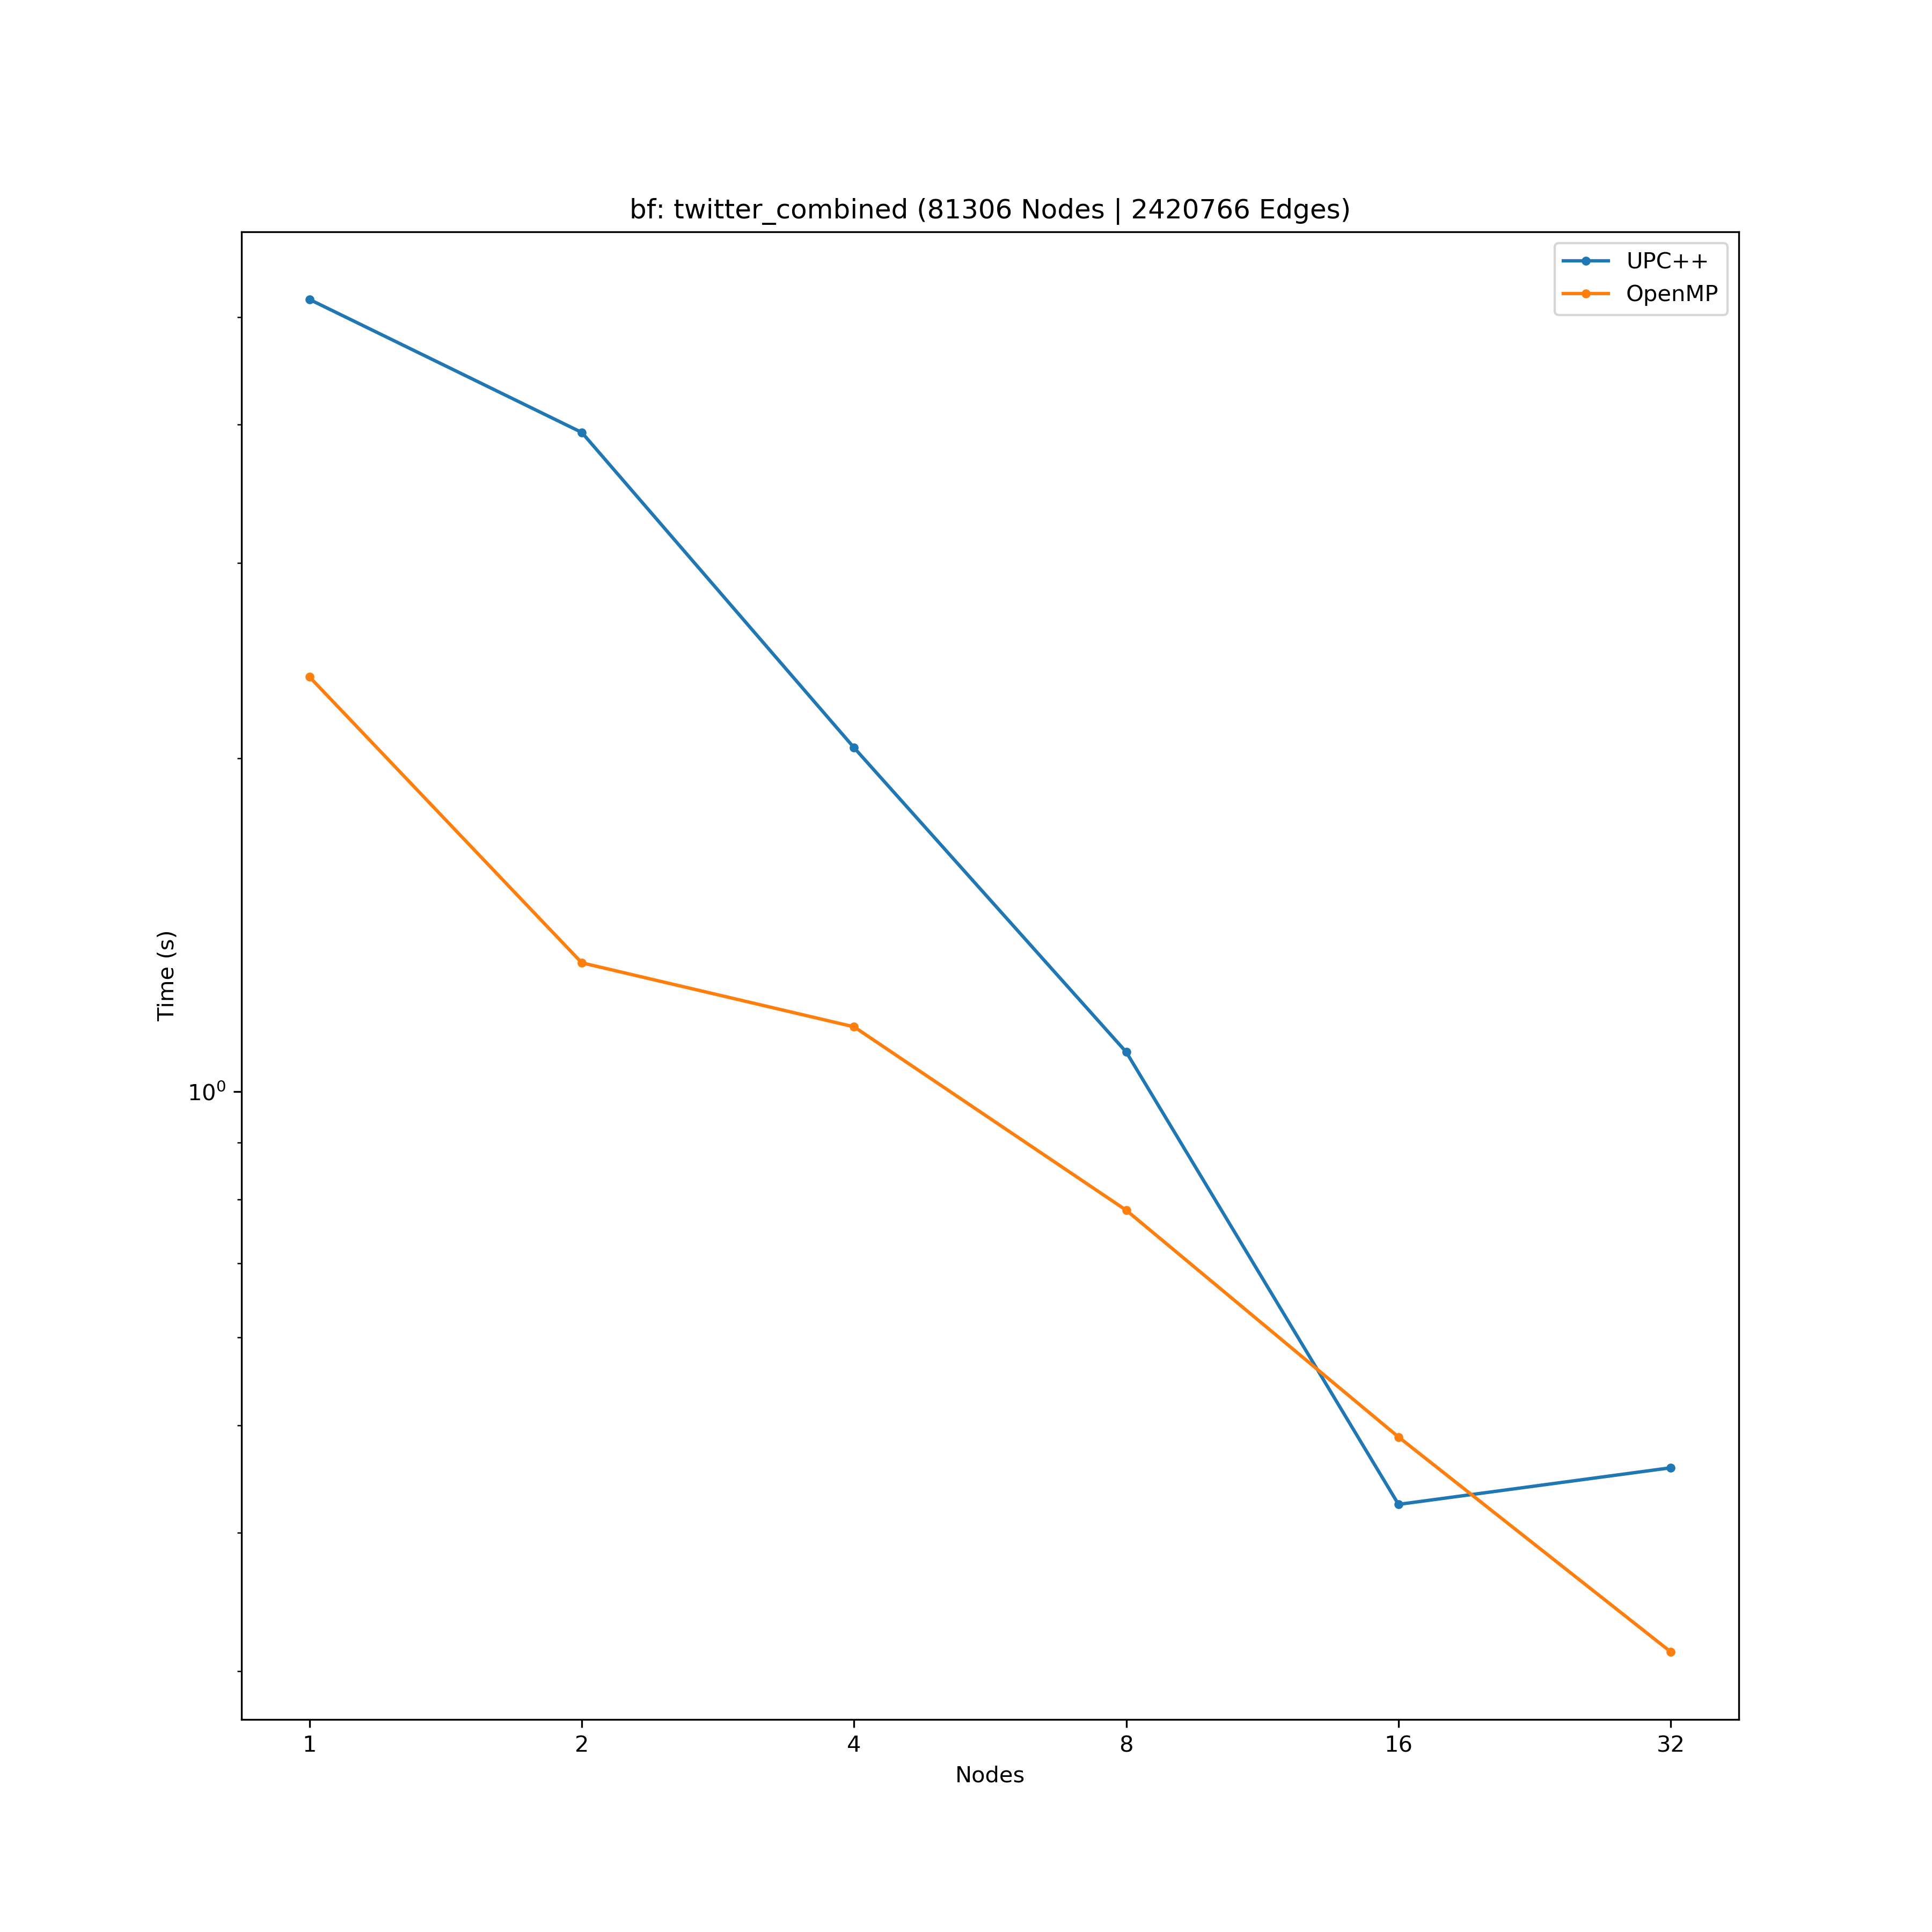 bf: twitter_combined (81306 Nodes | 2420766 Edges)
UPC++
OpenMP
Time (s)
10⁰
1 2 4 8 16 32
Nodes